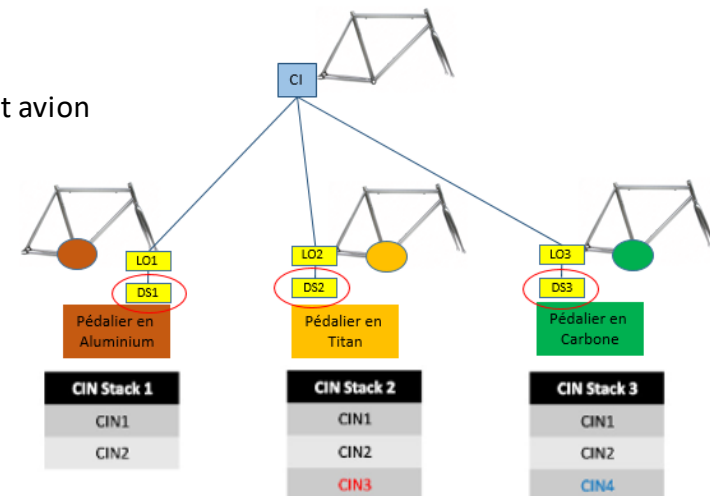 CI
t avion
LO1
LO2
LO3
DS1
DS2
DS3
Pédalier en
Aluminium
Pédalier en
Titan
Pédalier en
Carbone
CIN Stack 1
CIN1
CIN2
CIN Stack 2
CIN1
CIN2
CIN3
CIN Stack 3
CIN1
CIN2
CIN4